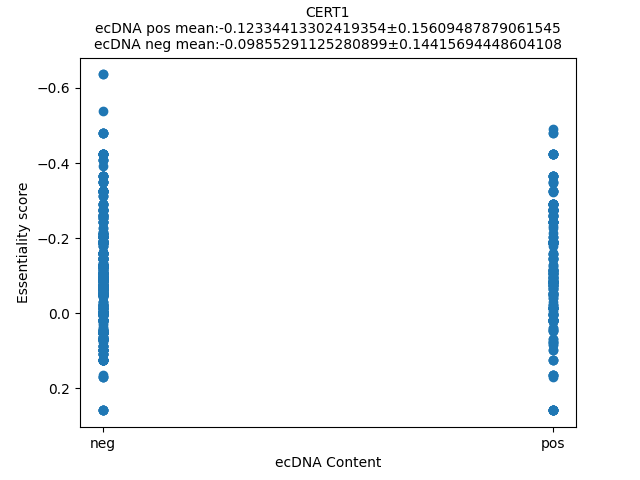 CERT1
ecDNA pos mean:-0.12334413302419354±0.15609487879061545
ecDNA neg mean:-0.09855291125280899±0.14415694448604108
−0.6
−0.4
−0.2
0.0
0.2
Essentiality score
neg
pos
ecDNA Content